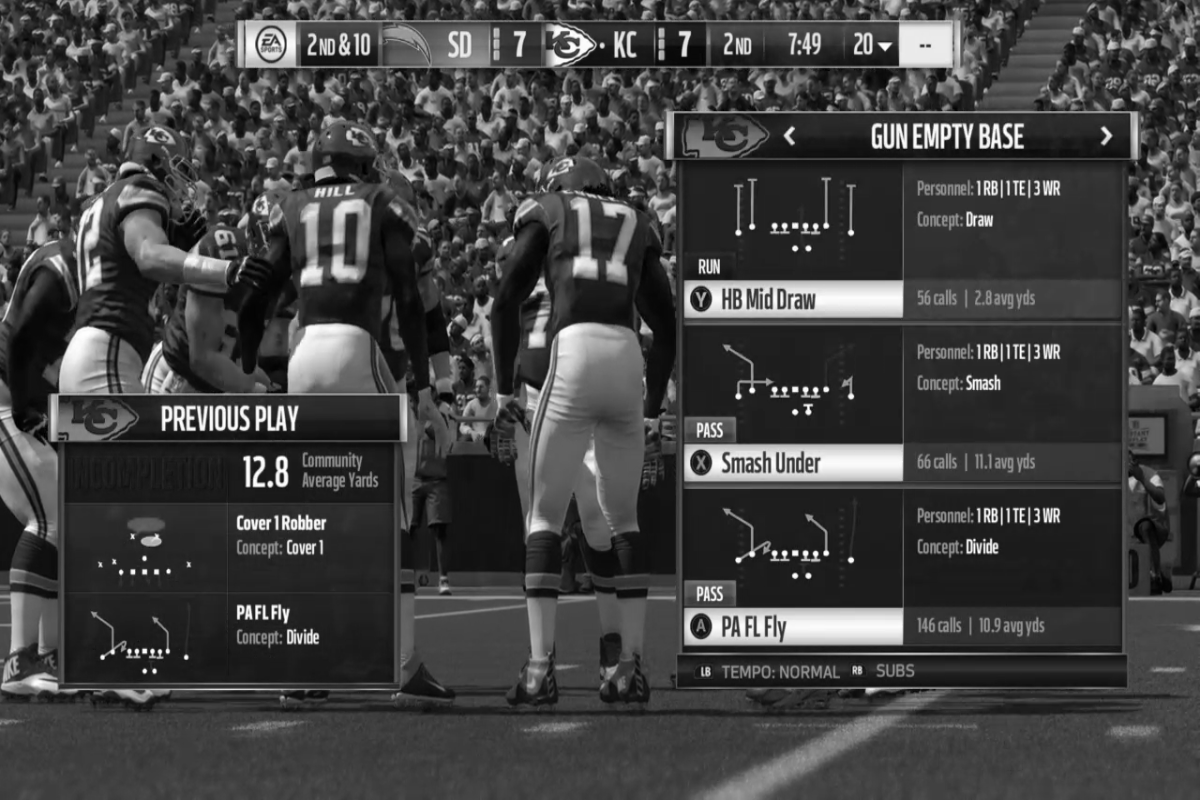 EA SPORTS 2ND & 10 SD 7 KC 7 2ND 7:49 20 --
GUN EMPTY BASE
Personnel: 1 RB | 1 TE | 3 WR
Concept: Draw
RUN
Y HB Mid Draw
56 calls | 2.8 avg yds
Personnel: 1 RB | 1 TE | 3 WR
Concept: Smash
PASS
X Smash Under
66 calls | 11.1 avg yds
Personnel: 1 RB | 1 TE | 3 WR
Concept: Divide
PASS
A PA FL Fly
146 calls | 10.9 avg yds
LB TEMPO: NORMAL RB SUBS
HILL
10
17
61
KC
PREVIOUS PLAY
INCOMPLETION
12.8 Community
Average Yards
Cover 1 Robber
Concept: Cover 1
PA FL Fly
Concept: Divide
NIKE